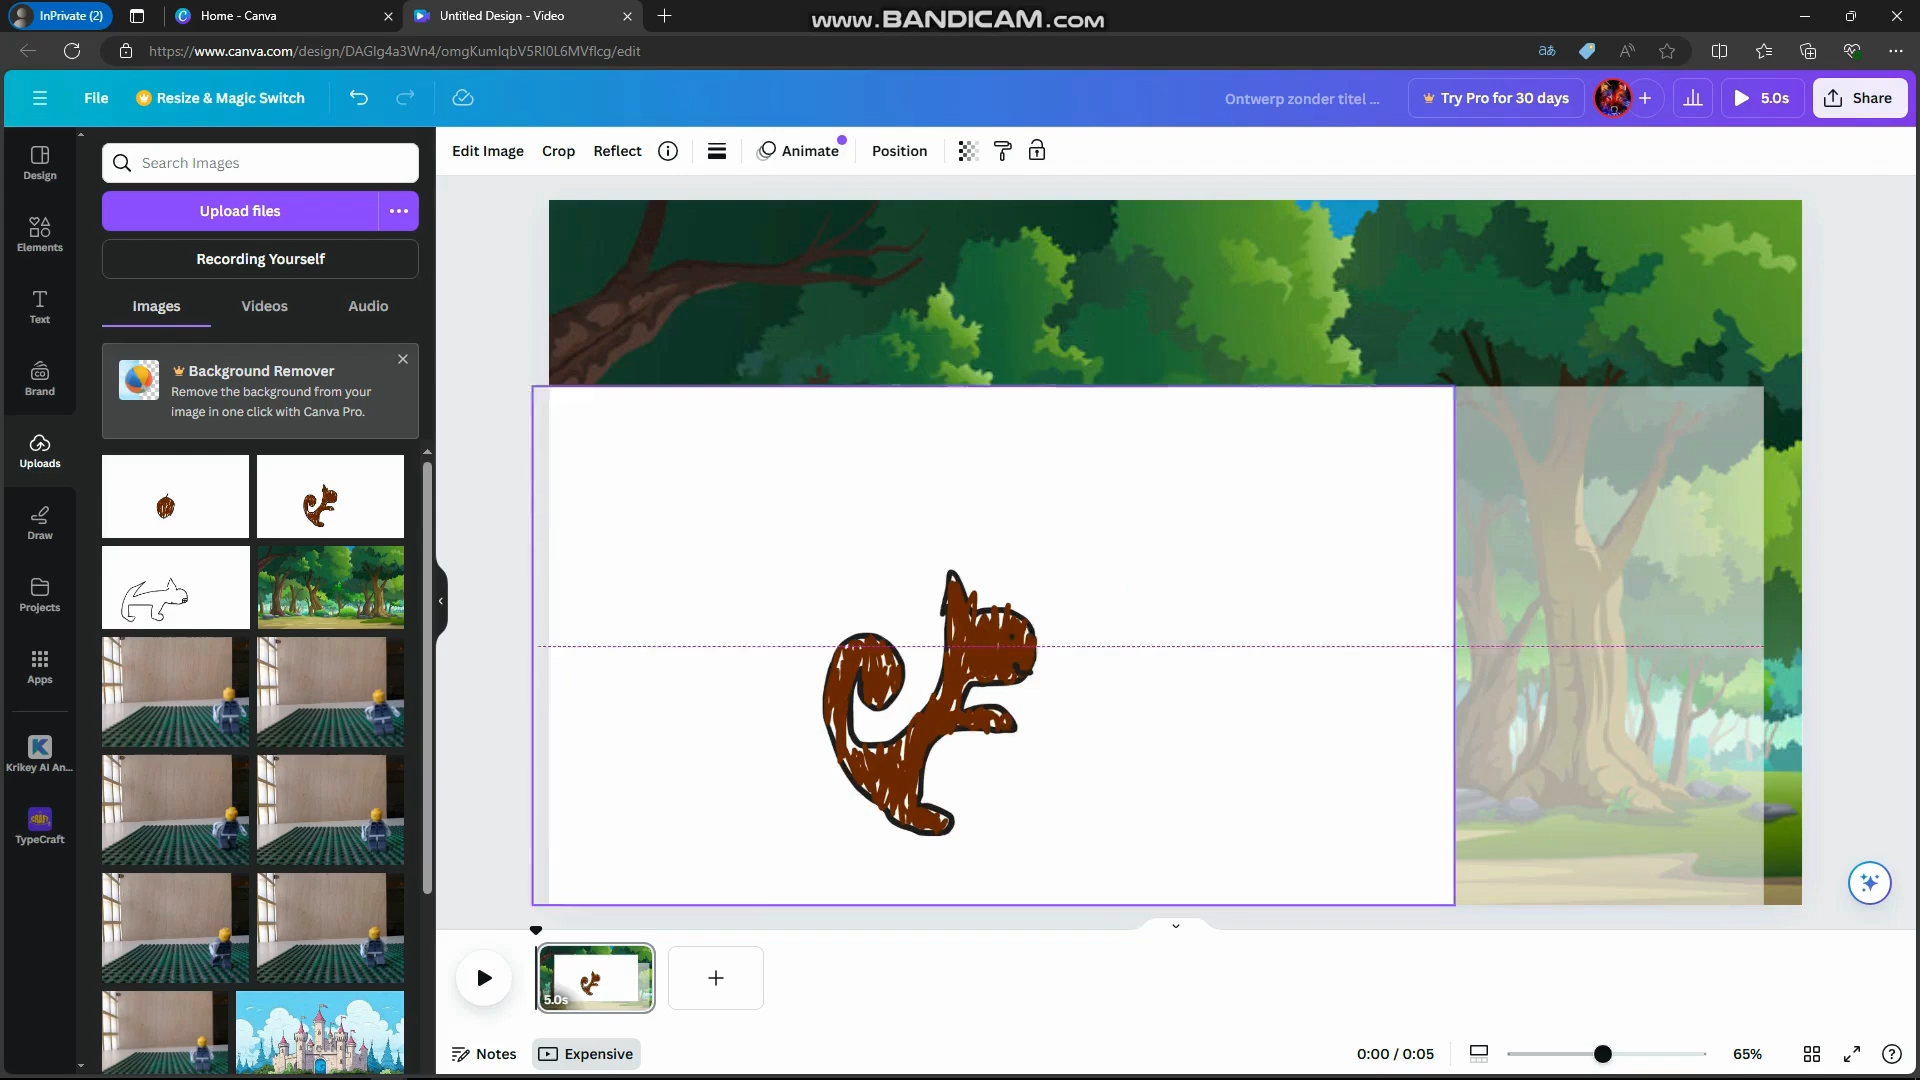 InPrivate (2)
Home - Canva
Untitled Design - Video
www.BANDICAM.com
https://www.canva.com/design/DAGlg4a3Wn4/omgKumlqbV5RI0L6MVflcg/edit
File
Resize & Magic Switch
Ontwerp zonder titel ...
Try Pro for 30 days
5.0s
Share
Design
Elements
Text
Brand
Uploads
Draw
Projects
Apps
Krikey AI An...
TypeCraft
Search Images
Upload files
Recording Yourself
Images
Videos
Audio
Background Remover
Remove the background from your
image in one click with Canva Pro.
Edit Image
Crop
Reflect
Animate
Position
5.0s
Notes
Expensive
0:00 / 0:05
65%